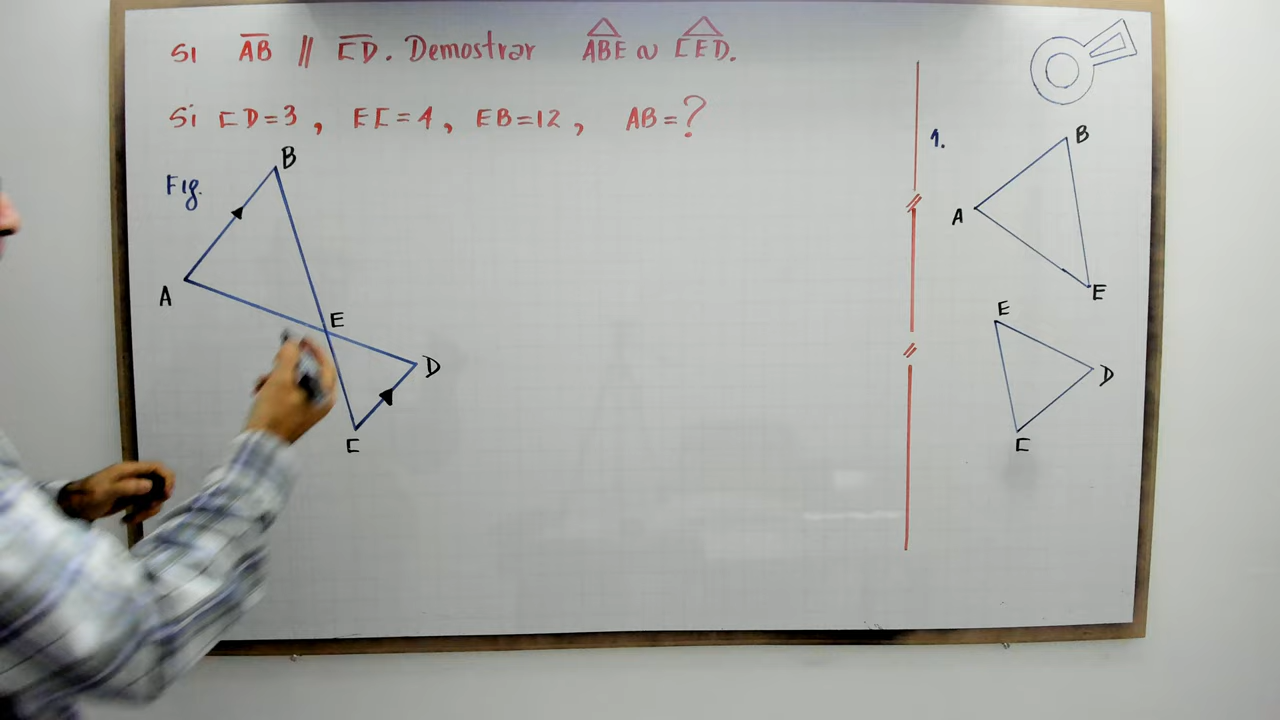 Si AB // CD. Demostrar ABE ~ CED.
Si CD=3, EC=4, EB=12, AB=?
Fig.
B
A
E
D
C
1.
B
A
E
E
D
C